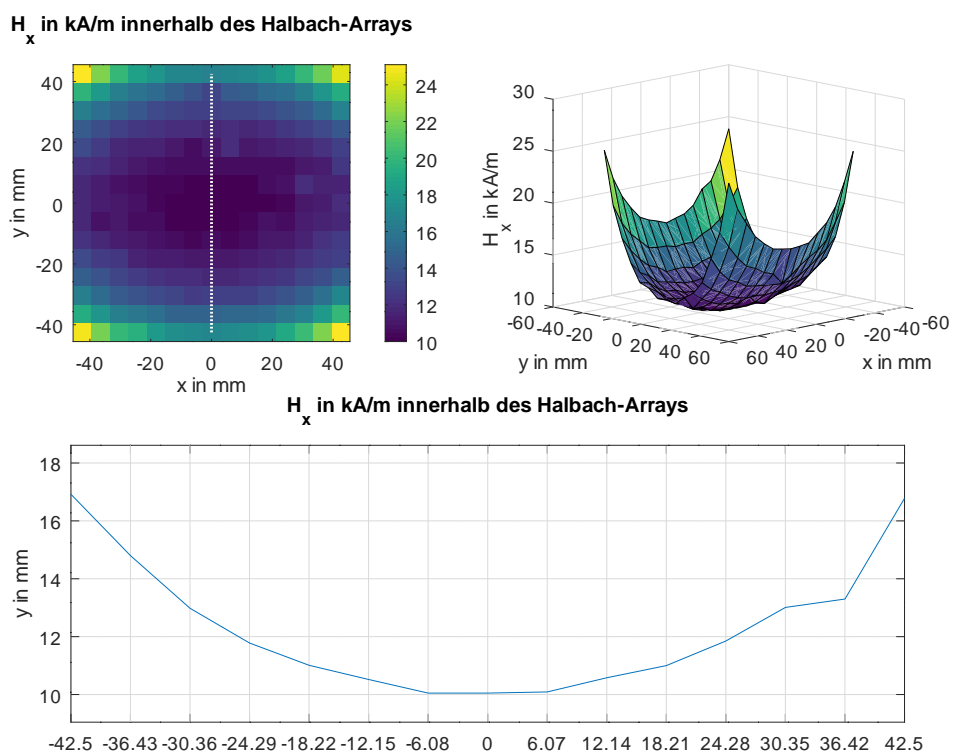 H_x in kA/m innerhalb des Halbach-Arrays
40
20
0
-20
-40
y in mm
-40 -20 0 20 40
x in mm
24
22
20
18
16
14
12
10
30
25
20
15
10
H_x in kA/m
-60 -40 -20 0 20 40 60
y in mm
60 40 20 0 -20 -40 -60
x in mm
H_x in kA/m innerhalb des Halbach-Arrays
18
16
14
12
10
y in mm
-42.5 -36.43 -30.36 -24.29 -18.22 -12.15 -6.08 0 6.07 12.14 18.21 24.28 30.35 36.42 42.5